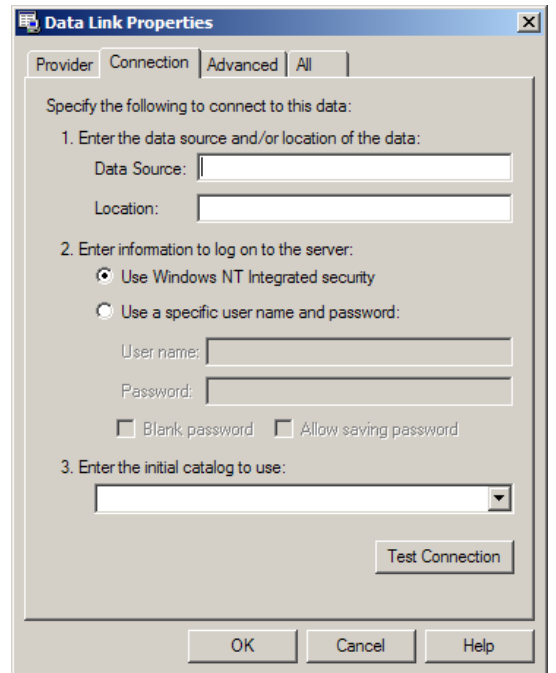 Data Link Properties
Provider Connection Advanced All
Specify the following to connect to this data:
1. Enter the data source and/or location of the data:
Data Source:
Location:
2. Enter information to log on to the server:
Use Windows NT Integrated security
Use a specific user name and password:
User name:
Password:
Blank password Allow saving password
3. Enter the initial catalog to use:
Test Connection
OK Cancel Help